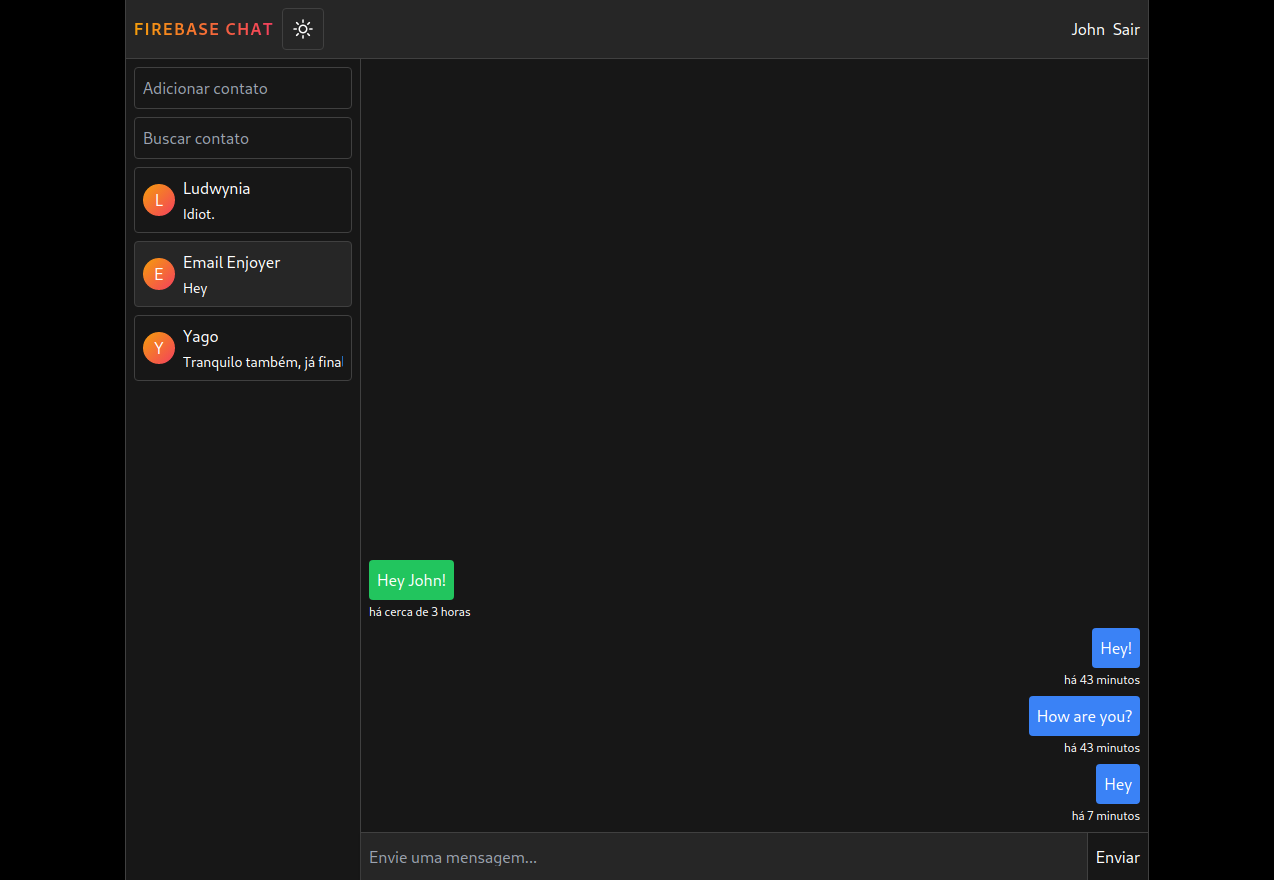 FIREBASE CHAT
John Sair
Adicionar contato
Buscar contato
L
Ludwynia
Idiot.
E
Email Enjoyer
Hey
Y
Yago
Tranquilo também, já final
Hey John!
há cerca de 3 horas
Hey!
há 43 minutos
How are you?
há 43 minutos
Hey
há 7 minutos
Envie uma mensagem...
Enviar